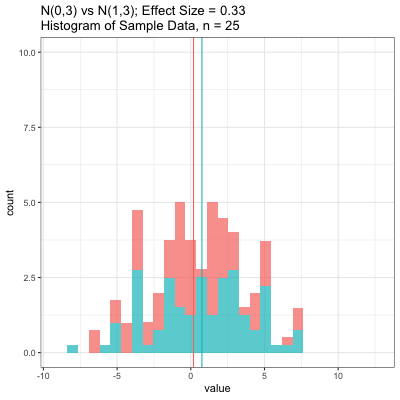 N(0,3) vs N(1,3); Effect Size = 0.33
Histogram of Sample Data, n = 25
10.0
7.5
5.0
2.5
0.0
count
-10
-5
0
5
10
value